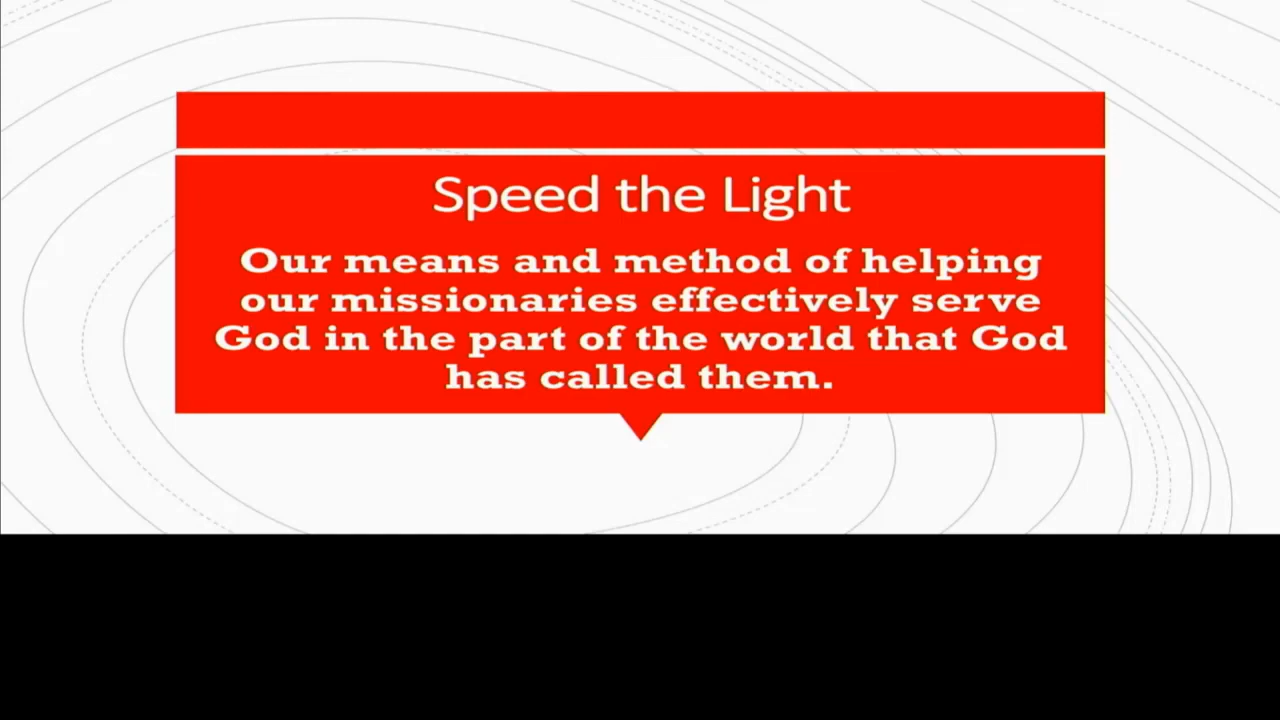 Speed the Light
Our means and method of helping
our missionaries effectively serve
God in the part of the world that God
has called them.